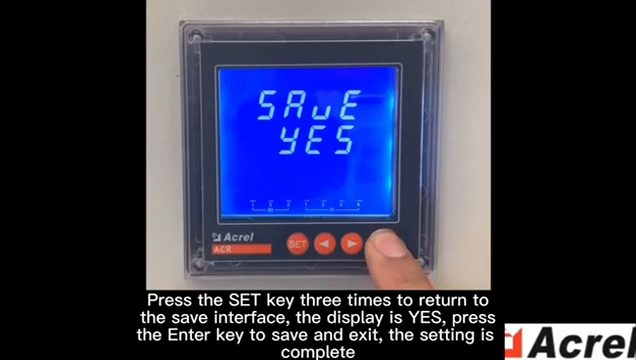 SAvE
YES
Acrel
ACR
SET
Press the SET key three times to return to
the save interface, the display is YES, press
the Enter key to save and exit, the setting is
complete
Acrel